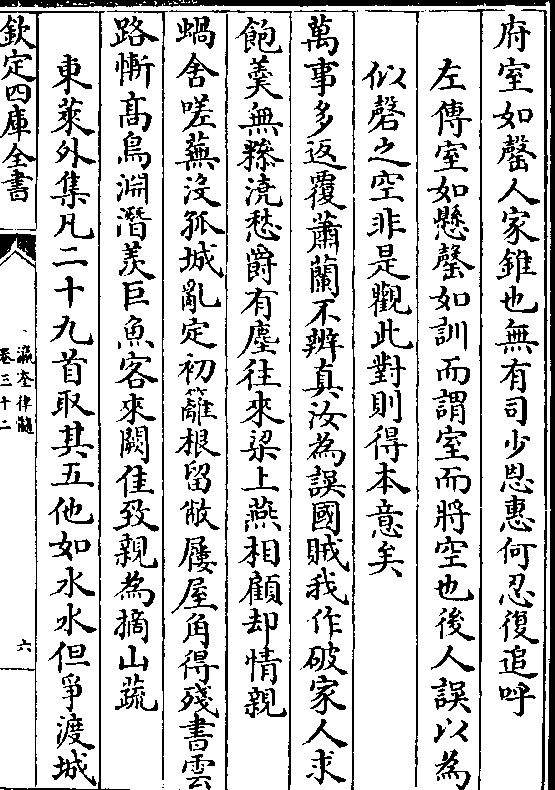 府室如罄人家錐也無有司少恩惠何忍復追呼
左傳室如懸罄如訓而謂室而將空也後人誤以為
似磬之空非是觀此對則得本意矣
萬事多返覆蕭蘭不辨真汝為誤國賊我作破家人求
飽羹無糝澆愁爵有塵往來梁上燕相顧却情親
蝸舍嗟蕪沒孤城亂定初籬根留敝屨屋角得殘書雲
路慚高鳥淵潛羨巨魚客來闕佳致親為摘山蔬
東萊外集凡二十九首取其五他如水水但爭渡城
欽定四庫全書
瀛奎律髓
卷三十二
六